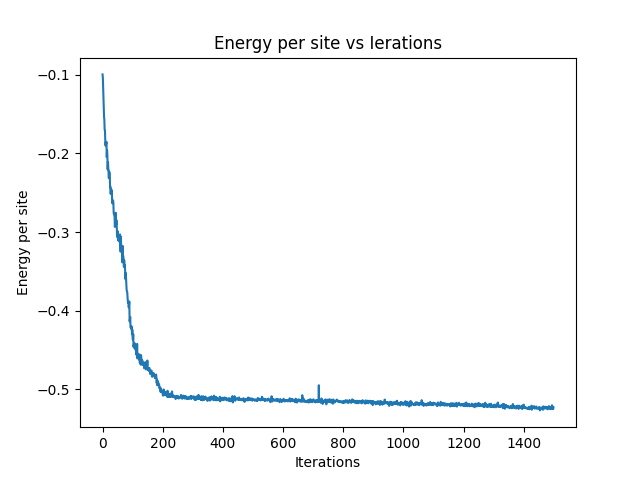 Energy per site vs Ierations
Energy per site
−0.1
−0.2
−0.3
−0.4
−0.5
0 200 400 600 800 1000 1200 1400
Iterations